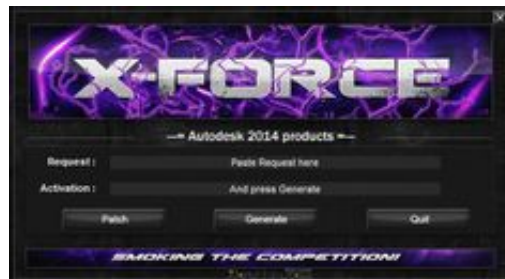 X-FORCE
Autodesk 2014 products
Request : Paste Request here
Activation : And press Generate
Patch Generate Quit
SMOKING THE COMPETITION!